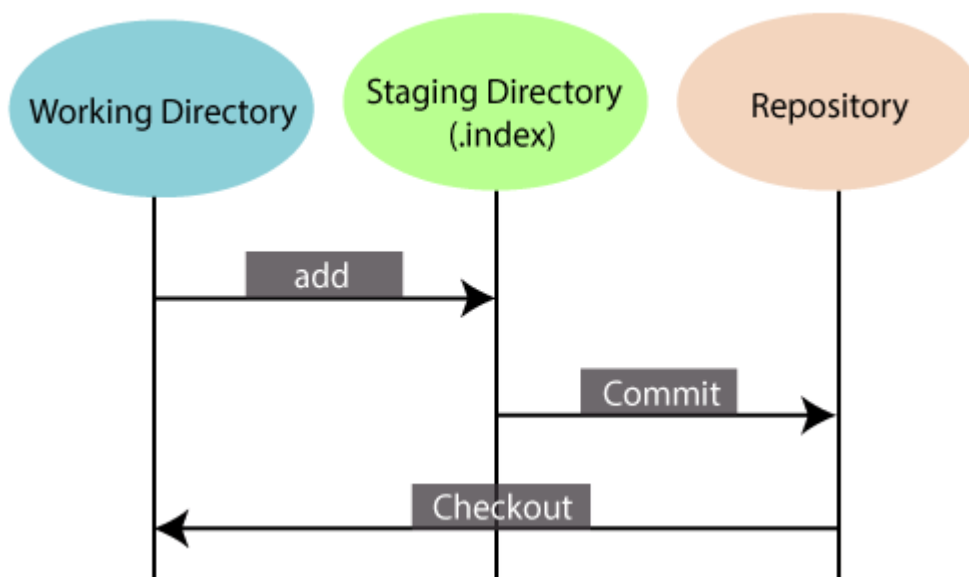 Working Directory
Staging Directory
(.index)
Repository
add
Commit
Checkout